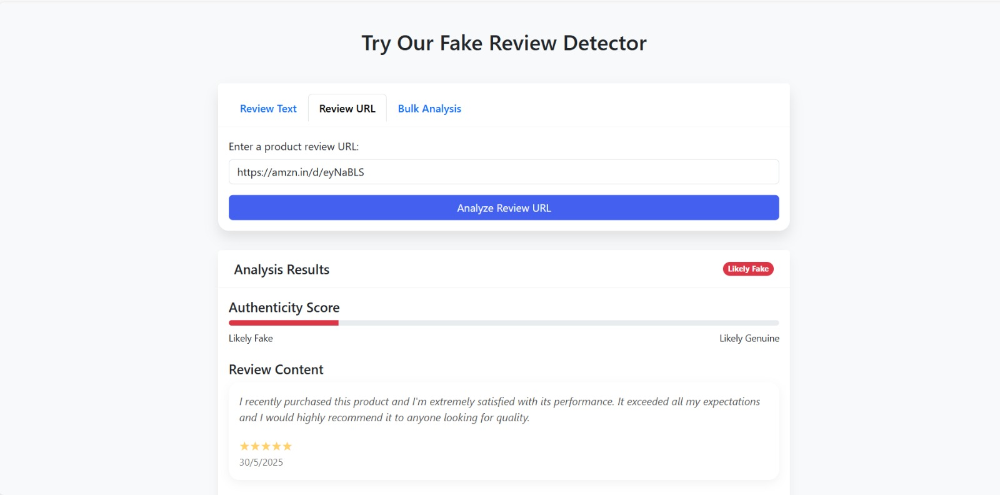 Try Our Fake Review Detector
Review Text
Review URL
Bulk Analysis
Enter a product review URL:
https://amzn.in/d/eyNaBLS
Analyze Review URL
Analysis Results
Likely Fake
Authenticity Score
Likely Fake
Likely Genuine
Review Content
I recently purchased this product and I'm extremely satisfied with its performance. It exceeded all my expectations
and I would highly recommend it to anyone looking for quality.
30/5/2025